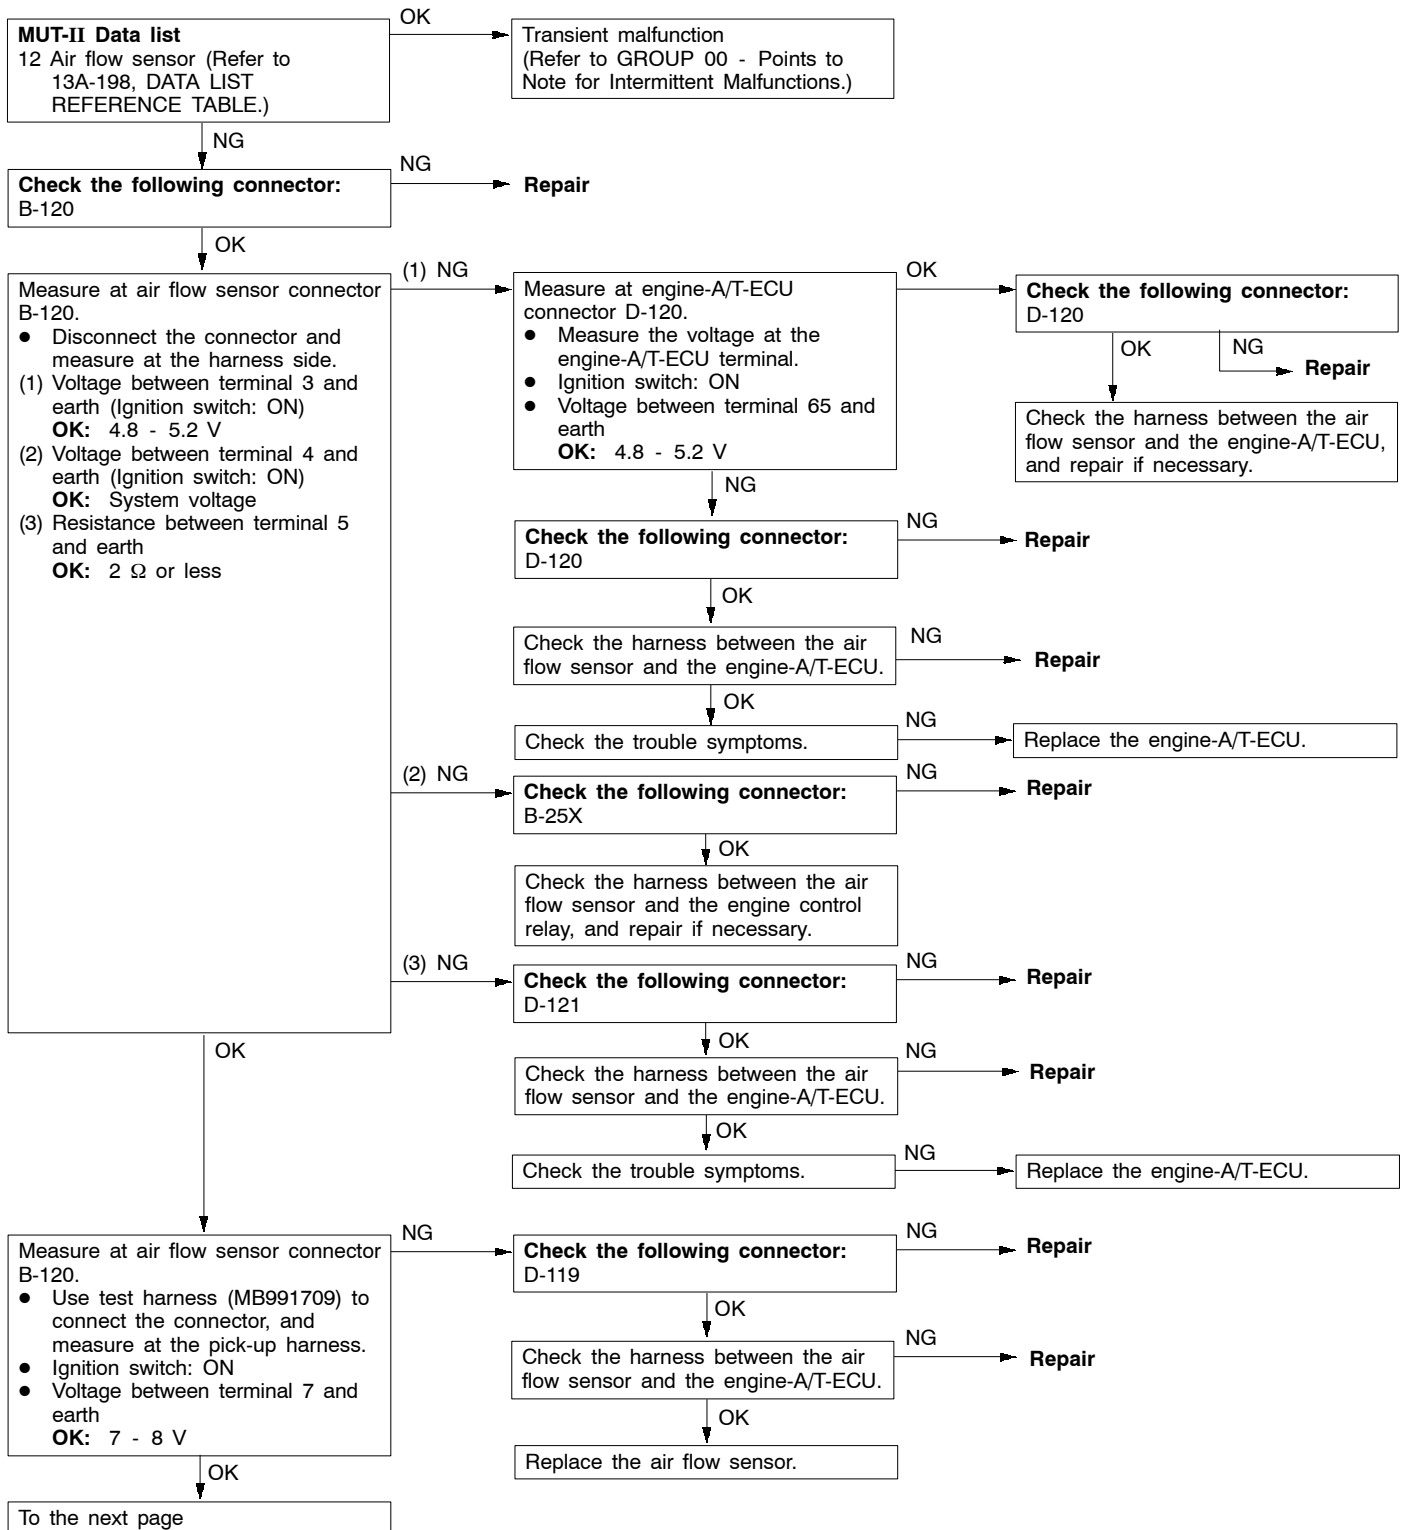 MUT-II Data list
12 Air flow sensor (Refer to
13A-198, DATA LIST
REFERENCE TABLE.)
OK
Transient malfunction
(Refer to GROUP 00 - Points to
Note for Intermittent Malfunctions.)
NG
Check the following connector:
B-120
NG
Repair
OK
Measure at air flow sensor connector
B-120.
● Disconnect the connector and
measure at the harness side.
(1) Voltage between terminal 3 and
earth (Ignition switch: ON)
OK: 4.8 - 5.2 V
(2) Voltage between terminal 4 and
earth (Ignition switch: ON)
OK: System voltage
(3) Resistance between terminal 5
and earth
OK: 2 Ω or less
(1) NG
Measure at engine-A/T-ECU
connector D-120.
● Measure the voltage at the
engine-A/T-ECU terminal.
● Ignition switch: ON
● Voltage between terminal 65 and
earth
OK: 4.8 - 5.2 V
OK
Check the following connector:
D-120
OK
NG
Repair
Check the harness between the air
flow sensor and the engine-A/T-ECU,
and repair if necessary.
NG
Check the following connector:
D-120
NG
Repair
OK
Check the harness between the air
flow sensor and the engine-A/T-ECU.
NG
Repair
OK
Check the trouble symptoms.
NG
Replace the engine-A/T-ECU.
(2) NG
Check the following connector:
B-25X
NG
Repair
OK
Check the harness between the air
flow sensor and the engine control
relay, and repair if necessary.
(3) NG
Check the following connector:
D-121
NG
Repair
OK
Check the harness between the air
flow sensor and the engine-A/T-ECU.
NG
Repair
OK
Check the trouble symptoms.
NG
Replace the engine-A/T-ECU.
OK
Measure at air flow sensor connector
B-120.
● Use test harness (MB991709) to
connect the connector, and
measure at the pick-up harness.
● Ignition switch: ON
● Voltage between terminal 7 and
earth
OK: 7 - 8 V
NG
Check the following connector:
D-119
NG
Repair
OK
Check the harness between the air
flow sensor and the engine-A/T-ECU.
NG
Repair
OK
Replace the air flow sensor.
OK
To the next page